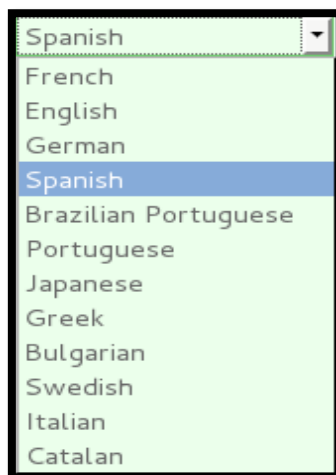 Spanish
French
English
German
Spanish
Brazilian Portuguese
Portuguese
Japanese
Greek
Bulgarian
Swedish
Italian
Catalan